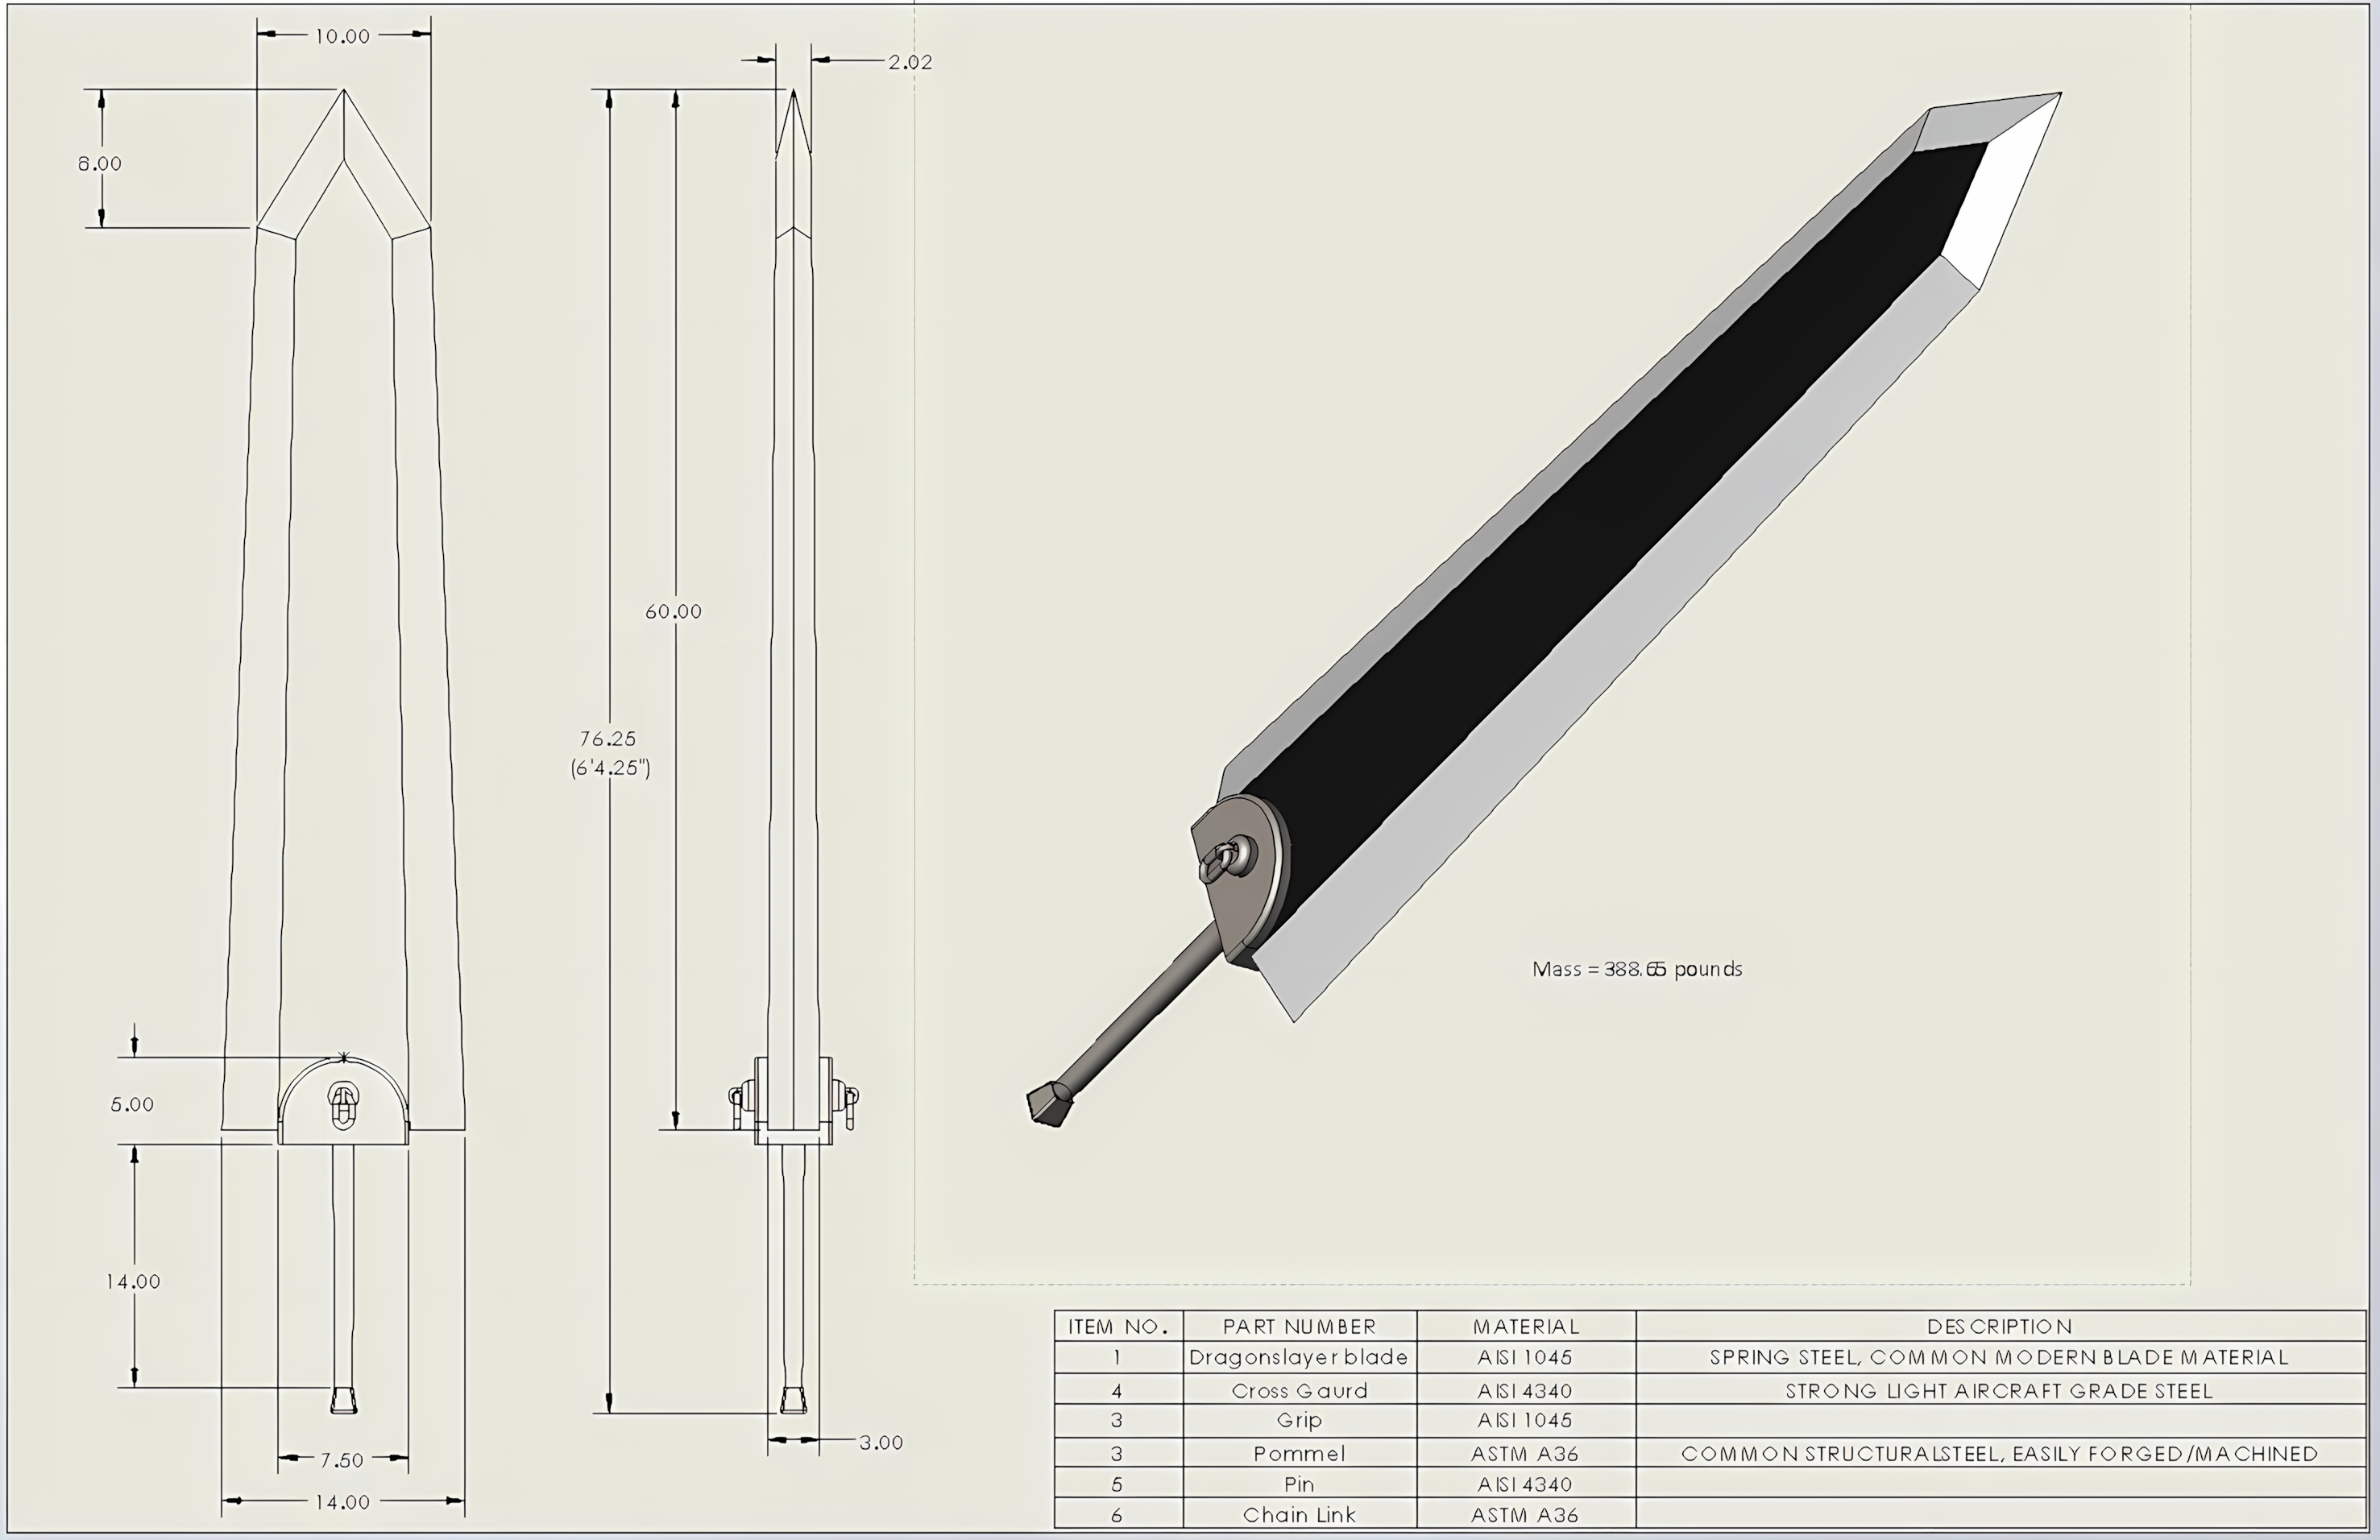 10.00
2.02
8.00
60.00
76.25
(6'4.25")
Mass = 388.65 pounds
5.00
14.00
3.00
7.50
14.00
ITEM NO. PART NUMBER MATERIAL DESCRIPTION
1 Dragonslayer blade AISI 1045 SPRING STEEL, COMMON MODERN BLADE MATERIAL
4 Cross Gaurd AISI 4340 STRONG LIGHT AIRCRAFT GRADE STEEL
3 Grip AISI 1045
3 Pommel ASTM A36 COMMON STRUCTURALSTEEL, EASILY FORGED/MACHINED
5 Pin AISI 4340
6 Chain Link ASTM A36